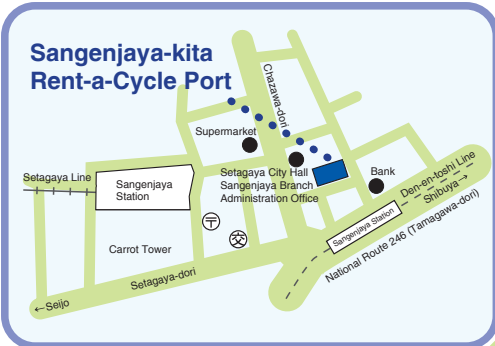 Sangenjaya-kita
Rent-a-Cycle Port
Chazawa-dori
Supermarket
Setagaya City Hall
Sangenjaya Branch
Administration Office
Bank
Setagaya Line
Sangenjaya
Station
Den-en-toshi Line
Shibuya→
Sangenjaya Station
National Route 246 (Tamagawa-dori)
〒
交
Carrot Tower
Setagaya-dori
←Seijo